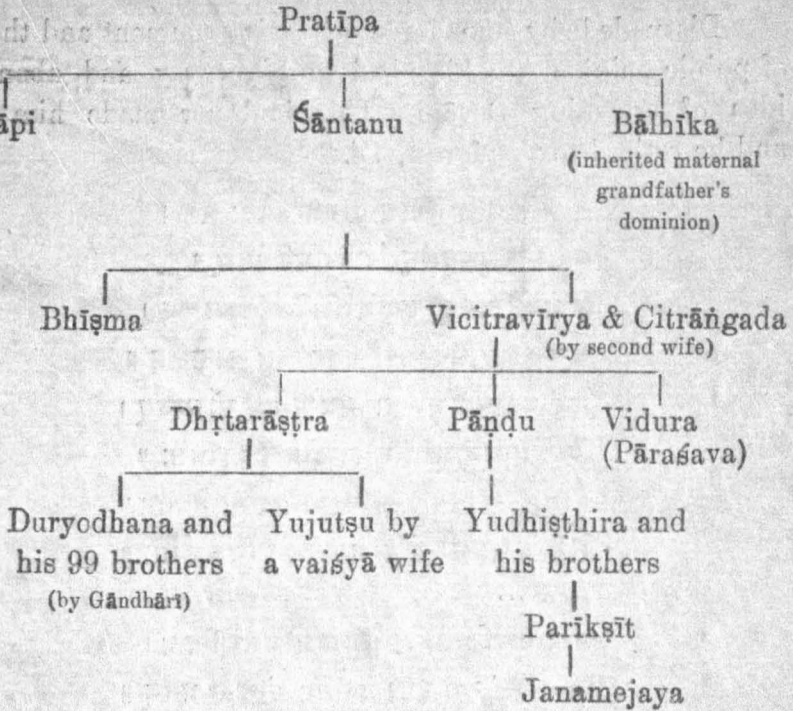 Pratīpa
āpi Śāntanu Bālhīka
(inherited maternal
grandfather's
dominion)
Bhīṣma Vicitravīrya & Citrāṅgada
(by second wife)
Dhṛtarāṣṭra Pāṇḍu Vidura
(Pāraśava)
Duryodhana and Yujutṣu by Yudhiṣṭhira and
his 99 brothers a vaiśyā wife his brothers
(by Gāndhārī)
Parīkṣīt
Janamejaya